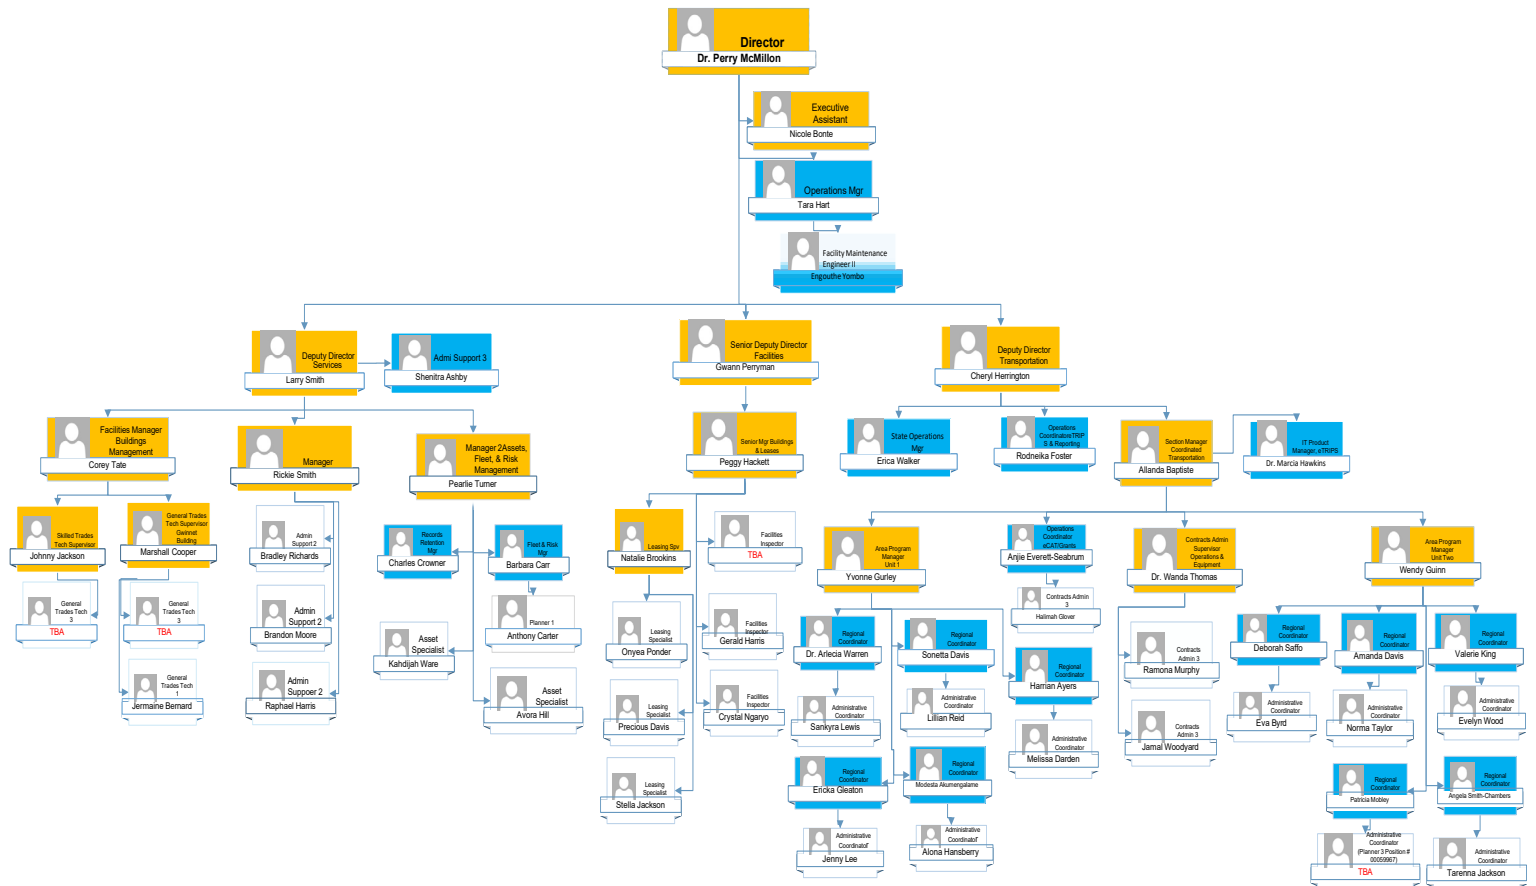 Director
Dr. Perry McMillon
Executive
Assistant
Nicole Bonte
Operations Mgr
Tara Hart
Facility Maintenance
Engineer II
Engouthe Yombo
Deputy Director
Services
Larry Smith
Admi Support 3
Shenitra Ashby
Senior Deputy Director
Facilities
Gwann Perryman
Deputy Director
Transportation
Cheryl Herrington
Facilities Manager
Buildings
Management
Corey Tate
Manager
Rickie Smith
Manager 2Assets,
Fleet, & Risk
Management
Pearlie Turner
Senior Mgr Buildings
& Leases
Peggy Hackett
State Operations
Mgr
Erica Walker
Operations
CoordinatoreTRIP
S & Reporting
Rodneika Foster
Section Manager
Coordinated
Transportation
Allanda Baptiste
IT Product
Manager, eTRIPS
Dr. Marcia Hawkins
Skilled Trades
Tech Supervisor
Johnny Jackson
General Trades
Tech Supervisor
Gwinnet
Building
Marshall Cooper
Admin
Support 2
Bradley Richards
Records
Retention
Mgr
Charles Crowner
Fleet & Risk
Mgr
Barbara Carr
Leasing Spv
Natalie Brookins
Facilities
Inspector
TBA
Area Program
Manager
Unit 1
Yvonne Gurley
Operations
Coordinator
eCAT/Grants
Anjie Everett-Seabrum
Contracts Admin
Supervisor
Operations &
Equipment
Dr. Wanda Thomas
Area Program
Manager
Unit Two
Wendy Guinn
General
Trades Tech
3
TBA
General
Trades Tech
3
TBA
Admin
Support 2
Brandon Moore
Asset
Specialist
Kahdijah Ware
Planner 1
Anthony Carter
Leasing
Specialist
Onyea Ponder
Facilities
Inspector
Gerald Harris
Regional
Coordinator
Dr. Arlecia Warren
Regional
Coordinator
Sonetta Davis
Contracts Admin
3
Halimah Glover
Regional
Coordinator
Harrian Ayers
Contracts
Admin 3
Ramona Murphy
Regional
Coordinator
Deborah Saffo
Regional
Coordinator
Amanda Davis
Regional
Coordinator
Valerie King
General
Trades Tech
1
Jermaine Bernard
Admin
Suppoer 2
Raphael Harris
Asset
Specialist
Avora Hill
Leasing
Specialist
Precious Davis
Facilities
Inspector
Crystal Ngaryo
Administrative
Coordinator
Sankyra Lewis
Administrative
Coordinator
Lillian Reid
Administrative
Coordinator
Melissa Darden
Contracts
Admin 3
Jamal Woodyard
Administrative
Coordinator
Eva Byrd
Administrative
Coordinator
Norma Taylor
Administrative
Coordinator
Evelyn Wood
Leasing
Specialist
Stella Jackson
Regional
Coordinator
Ericka Gleaton
Regional
Coordinator
Modesta Akumengalame
Regional
Coordinator
Patricia Mobley
Regional
Coordinator
Angela Smith-Chambers
Administrative
Coordinator
Jenny Lee
Administrative
Coordinator
Alona Hansberry
Administrative
Coordinator
(Planner 3 Position #
00059967)
TBA
Administrative
Coordinator
Tarenna Jackson